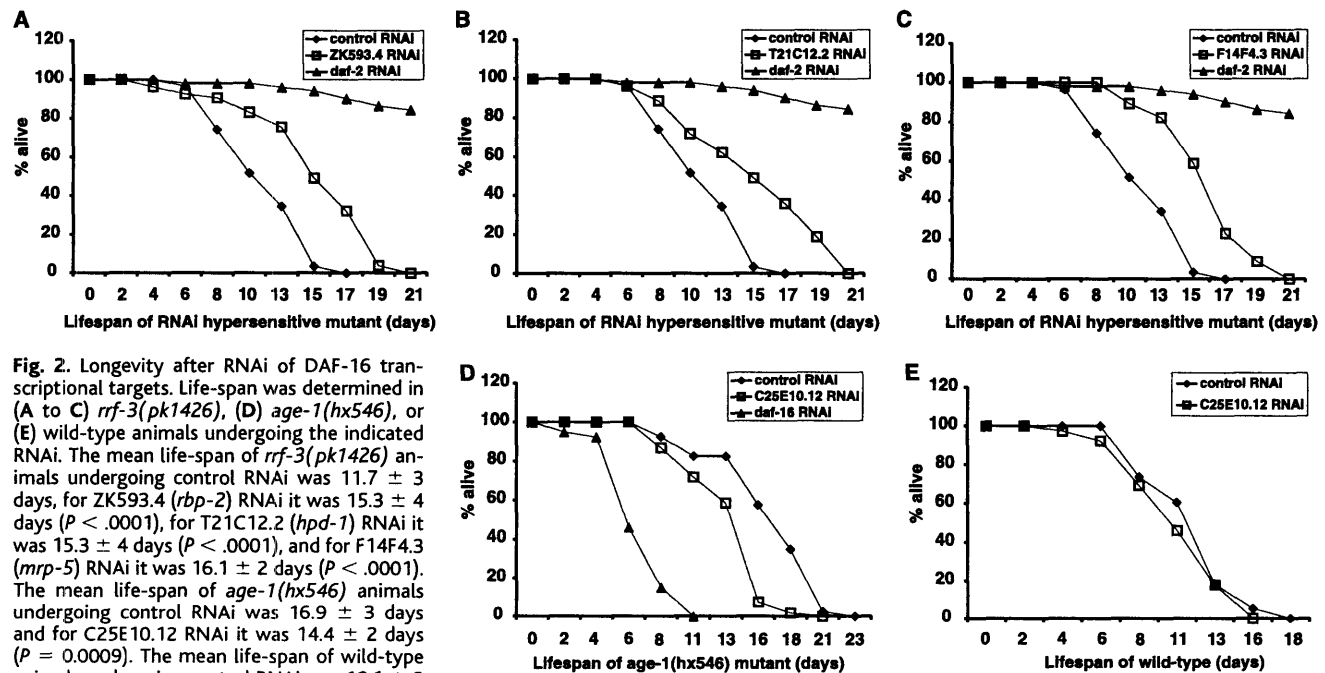 A
120
100
80
60
40
20
0
% alive
control RNAi
ZK593.4 RNAi
daf-2 RNAi
0 2 4 6 8 10 13 15 17 19 21
Lifespan of RNAi hypersensitive mutant (days)
B
120
100
80
60
40
20
0
% alive
control RNAi
T21C12.2 RNAi
daf-2 RNAi
0 2 4 6 8 10 13 15 17 19 21
Lifespan of RNAi hypersensitive mutant (days)
C
120
100
80
60
40
20
0
% alive
control RNAi
F14F4.3 RNAi
daf-2 RNAi
0 2 4 6 8 10 13 15 17 19 21
Lifespan of RNAi hypersensitive mutant (days)
Fig. 2. Longevity after RNAi of DAF-16 tran-
scriptional targets. Life-span was determined in
(A to C) rrf-3(pk1426), (D) age-1(hx546), or
(E) wild-type animals undergoing the indicated
RNAi. The mean life-span of rrf-3(pk1426) an-
imals undergoing control RNAi was 11.7 ± 3
days, for ZK593.4 (rbp-2) RNAi it was 15.3 ± 4
days (P < .0001), for T21C12.2 (hpd-1) RNAi it
was 15.3 ± 4 days (P < .0001), and for F14F4.3
(mrp-5) RNAi it was 16.1 ± 2 days (P < .0001).
The mean life-span of age-1(hx546) animals
undergoing control RNAi was 16.9 ± 3 days
and for C25E10.12 RNAi it was 14.4 ± 2 days
(P = 0.0009). The mean life-span of wild-type
D
120
100
80
60
40
20
0
% alive
control RNAi
C25E10.12 RNAi
daf-16 RNAi
0 2 4 6 8 11 13 16 18 21 23
Lifespan of age-1(hx546) mutant (days)
E
120
100
80
60
40
20
0
% alive
control RNAi
C25E10.12 RNAi
0 2 4 6 8 11 13 16 18
Lifespan of wild-type (days)